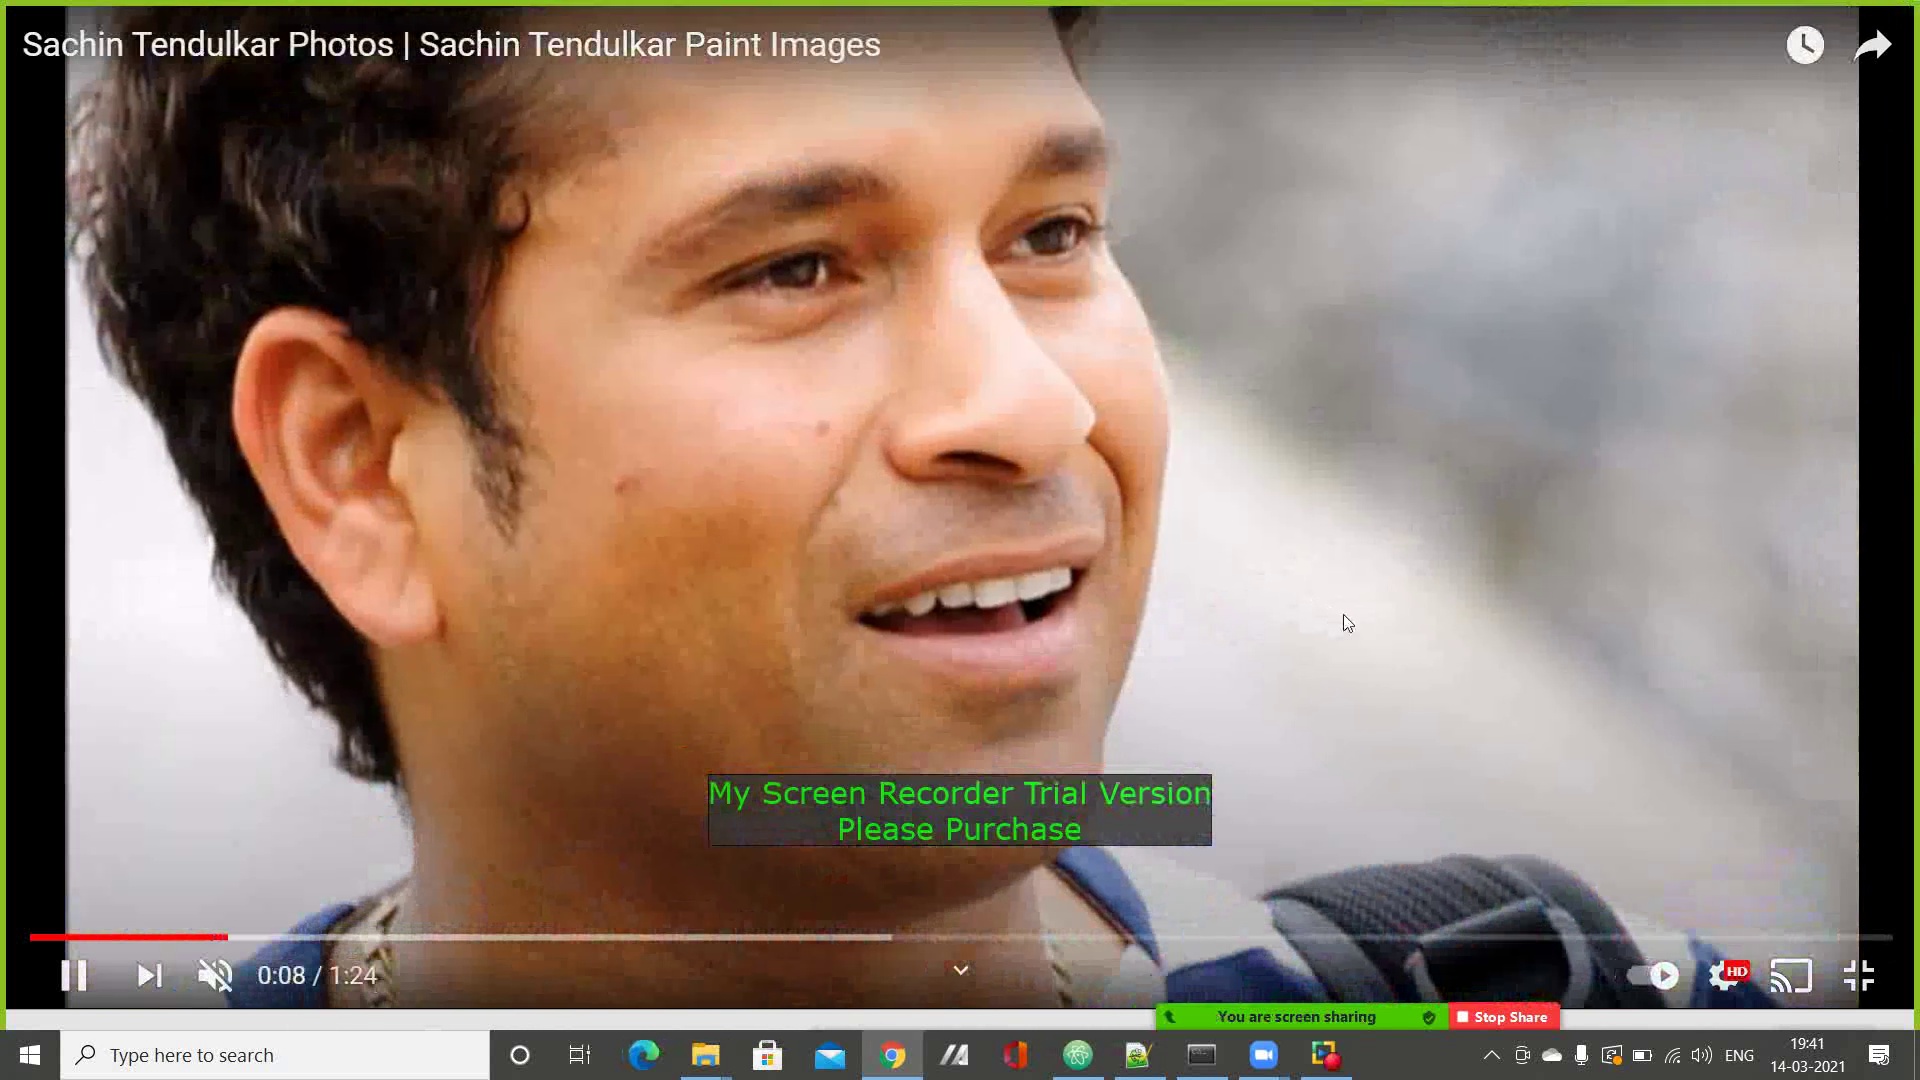 Sachin Tendulkar Photos | Sachin Tendulkar Paint Images
My Screen Recorder Trial Version
Please Purchase
0:08 / 1:24
HD
You are screen sharing
Stop Share
Type here to search
ENG
19:41
14-03-2021